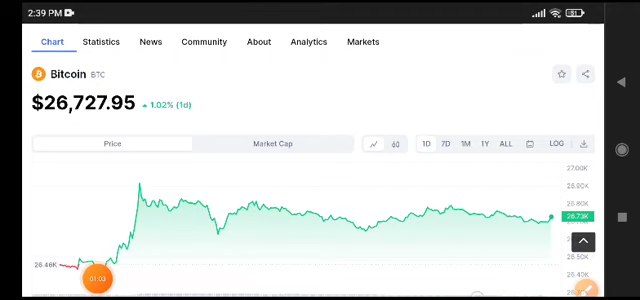 2:39 PM
51
Chart Statistics News Community About Analytics Markets
Bitcoin BTC
$26,727.95 1.02% (1d)
Price Market Cap 1D 7D 1M 1Y ALL LOG
27.00K
26.90K
26.80K
26.73K
26.50K
26.46K
26.40K
01:03